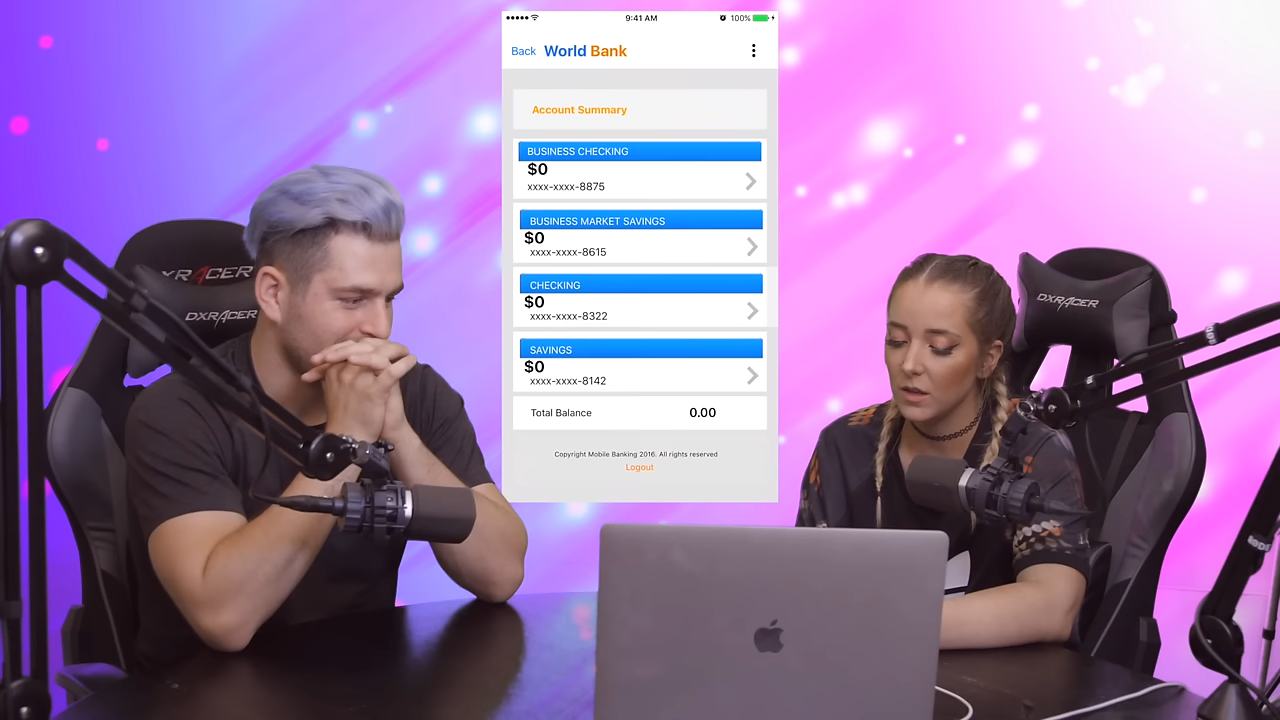 9:41 AM
100%
Back World Bank
Account Summary
BUSINESS CHECKING
$0
xxxx-xxxx-8875
BUSINESS MARKET SAVINGS
$0
xxxx-xxxx-8615
CHECKING
$0
xxxx-xxxx-8322
SAVINGS
$0
xxxx-xxxx-8142
Total Balance 0.00
Copyright Mobile Banking 2016. All rights reserved
Logout
DXRACER
DXRACER